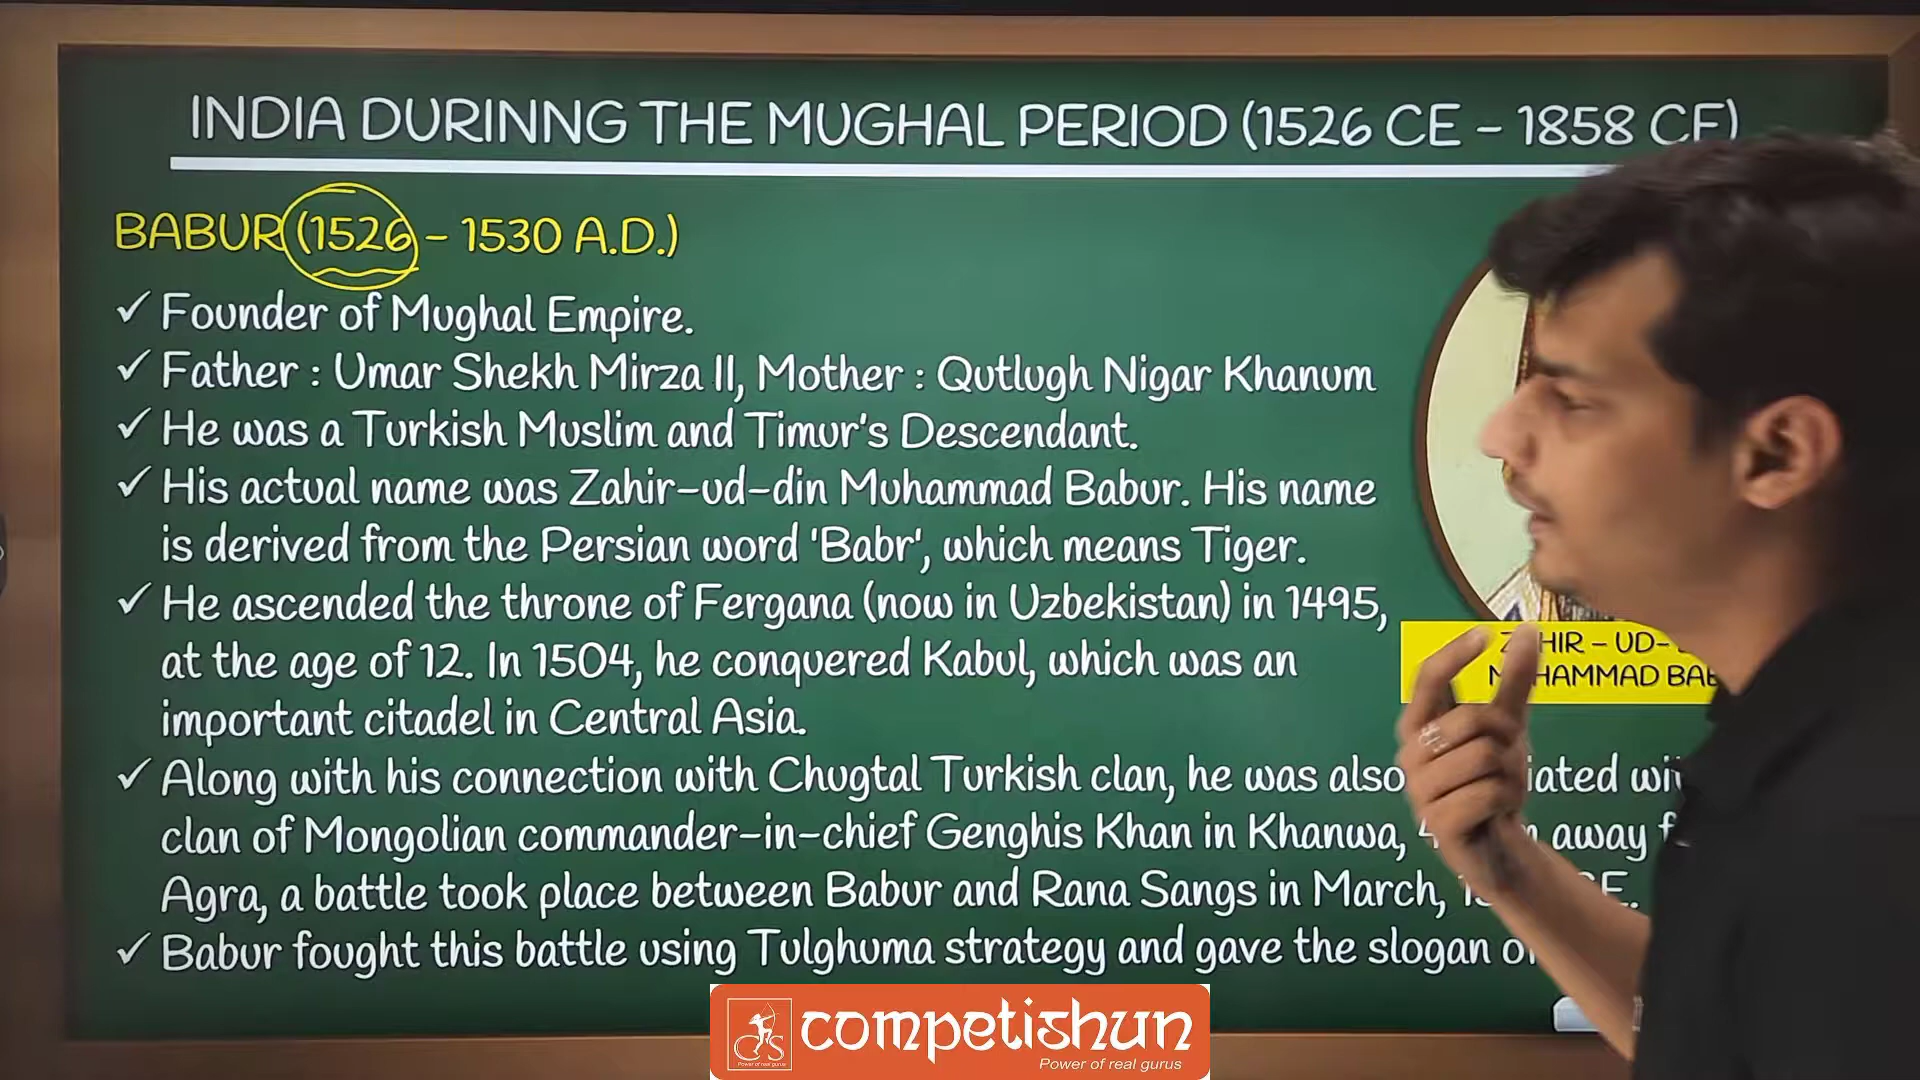 INDIA DURINNG THE MUGHAL PERIOD (1526 CE – 1858 CE)
BABUR (1526 – 1530 A.D.)
✓ Founder of Mughal Empire.
✓ Father : Umar Shekh Mirza II, Mother : Qutlugh Nigar Khanum
✓ He was a Turkish Muslim and Timur's Descendant.
✓ His actual name was Zahir-ud-din Muhammad Babur. His name
is derived from the Persian word 'Babr', which means Tiger.
✓ He ascended the throne of Fergana (now in Uzbekistan) in 1495,
at the age of 12. In 1504, he conquered Kabul, which was an
important citadel in Central Asia.
ZAHIR – UD–
MUHAMMAD
✓ Along with his connection with Chugtal Turkish clan, he was also
clan of Mongolian commander-in-chief Genghis Khan in Khanwa, away
Agra, a battle took place between Babur and Rana Sangs in March,
✓ Babur fought this battle using Tulghuma strategy and gave the slogan
competishun
Power of real gurus